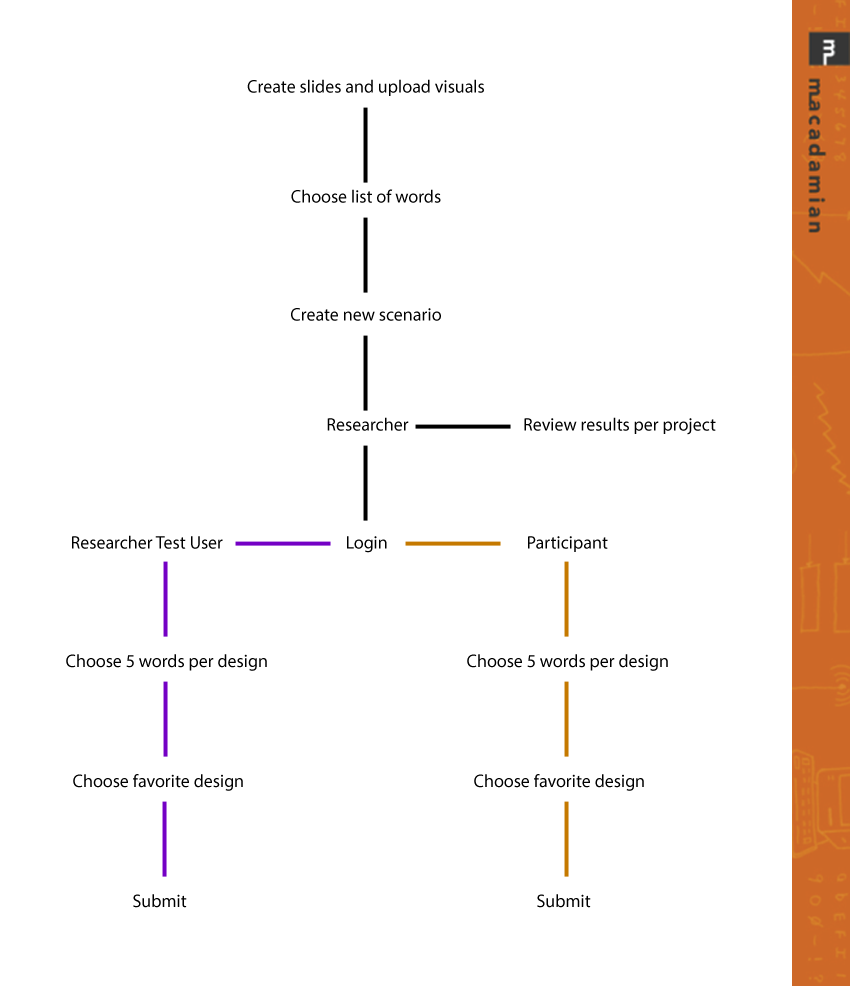 Create slides and upload visuals
Choose list of words
Create new scenario
Researcher
Review results per project
Researcher Test User
Login
Participant
Choose 5 words per design
Choose 5 words per design
Choose favorite design
Choose favorite design
Submit
Submit
m
macadamian